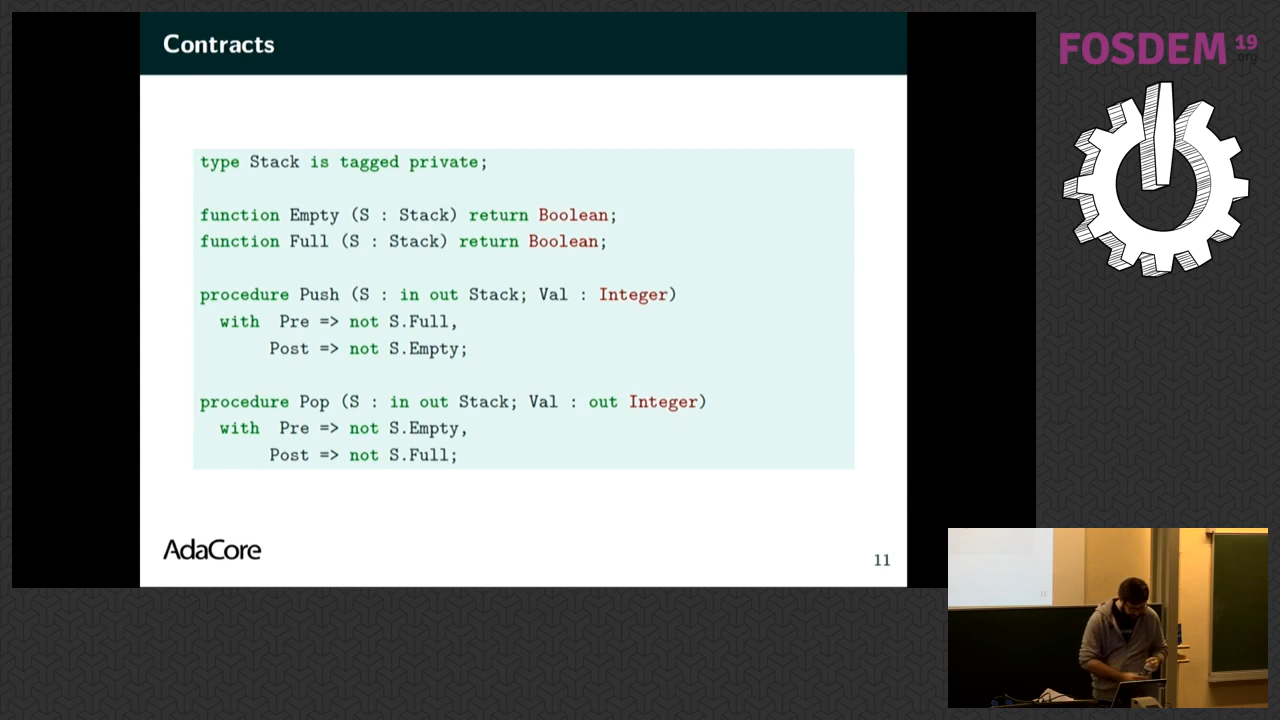 Contracts
FOSDEM 19
.org
type Stack is tagged private;
function Empty (S : Stack) return Boolean;
function Full (S : Stack) return Boolean;
procedure Push (S : in out Stack; Val : Integer)
with Pre => not S.Full,
Post => not S.Empty;
procedure Pop (S : in out Stack; Val : out Integer)
with Pre => not S.Empty,
Post => not S.Full;
AdaCore
11